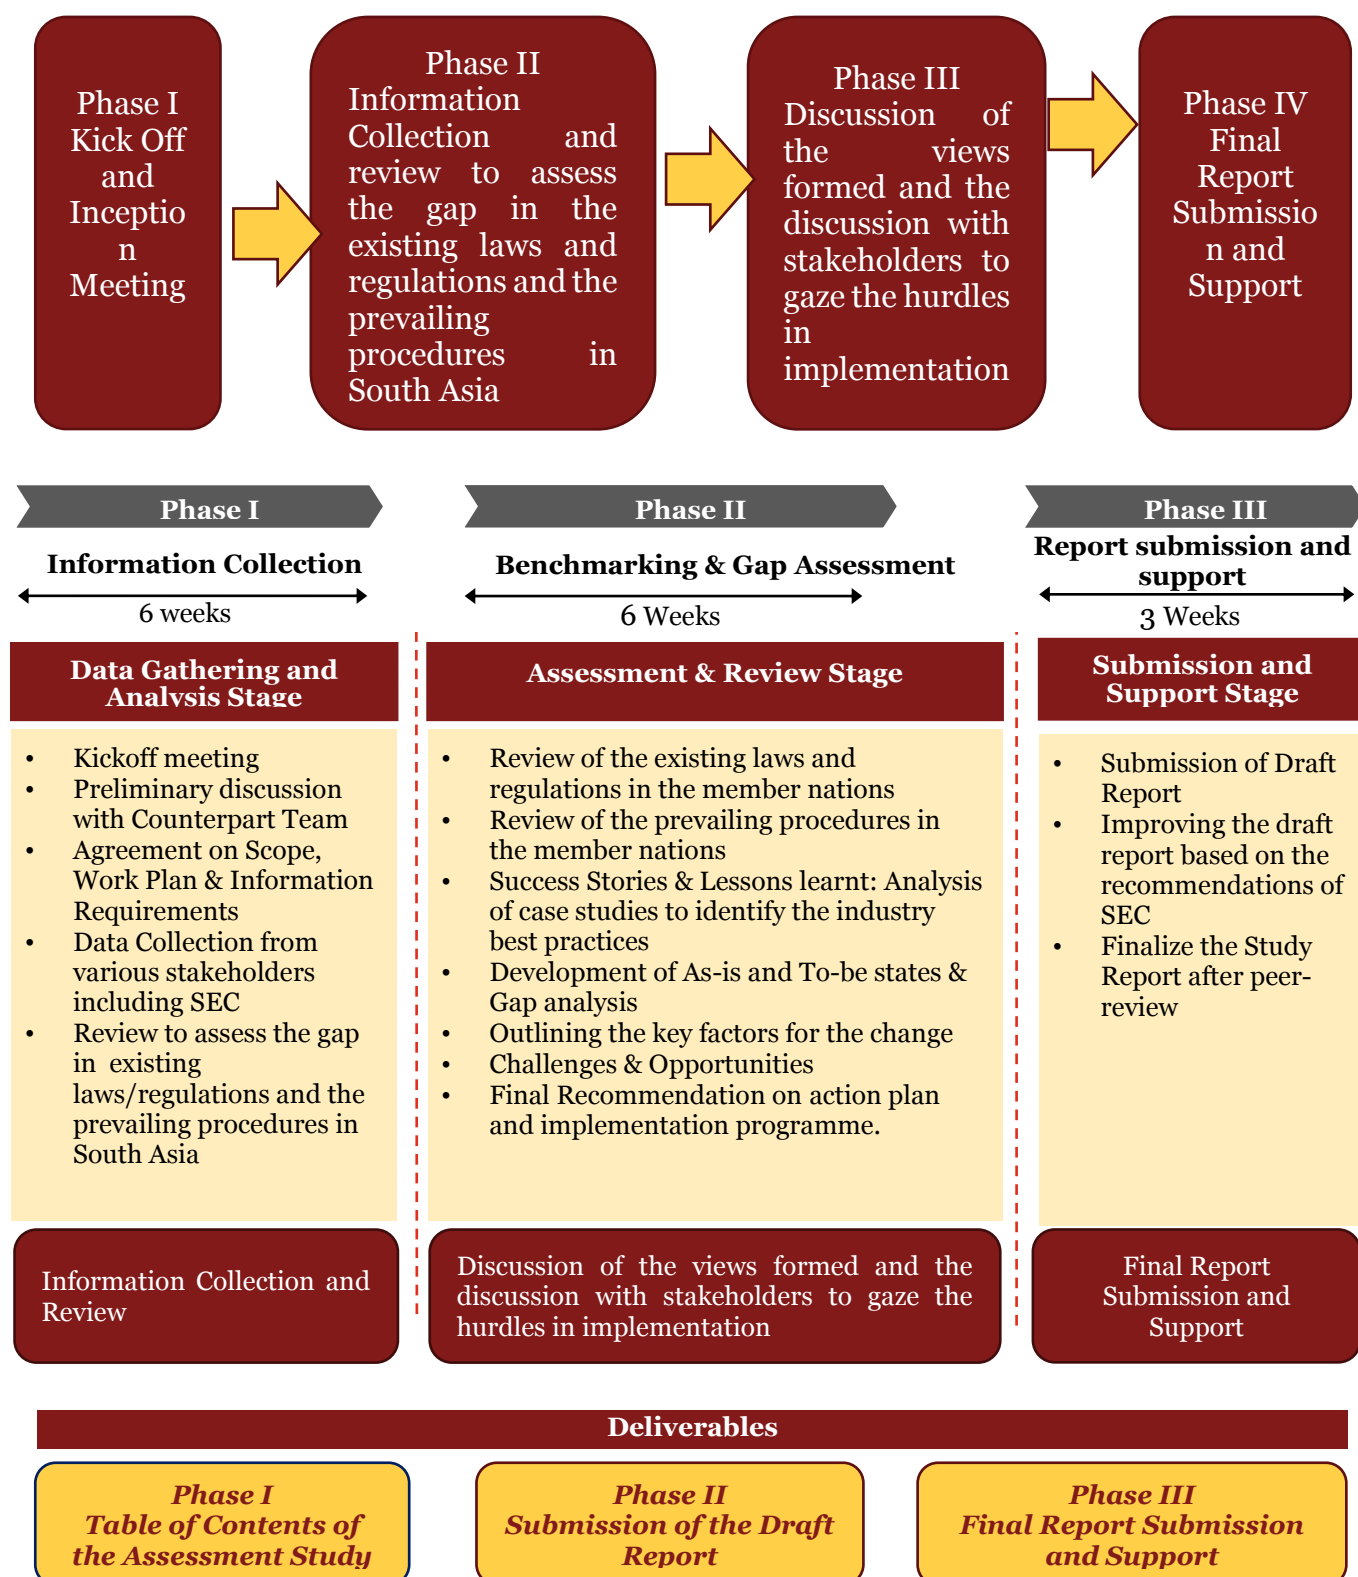 Phase I
Kick Off
and
Inceptio
n
Meeting
Phase II
Information
Collection and
review to assess
the gap in the
existing laws and
regulations and the
prevailing
procedures in
South Asia
Phase III
Discussion of
the views
formed and the
discussion with
stakeholders to
gaze the hurdles
in
implementation
Phase IV
Final
Report
Submissio
n and
Support
Phase I
Information Collection
6 weeks
Data Gathering and
Analysis Stage
• Kickoff meeting
• Preliminary discussion
with Counterpart Team
• Agreement on Scope,
Work Plan & Information
Requirements
• Data Collection from
various stakeholders
including SEC
• Review to assess the gap
in existing
laws/regulations and the
prevailing procedures in
South Asia
Information Collection and
Review
Phase II
Benchmarking & Gap Assessment
6 Weeks
Assessment & Review Stage
• Review of the existing laws and
regulations in the member nations
• Review of the prevailing procedures in
the member nations
• Success Stories & Lessons learnt: Analysis
of case studies to identify the industry
best practices
• Development of As-is and To-be states &
Gap analysis
• Outlining the key factors for the change
• Challenges & Opportunities
• Final Recommendation on action plan
and implementation programme.
Discussion of the views formed and the
discussion with stakeholders to gaze the
hurdles in implementation
Phase III
Report submission and
support
3 Weeks
Submission and
Support Stage
• Submission of Draft
Report
• Improving the draft
report based on the
recommendations of
SEC
• Finalize the Study
Report after peer-
review
Final Report
Submission and
Support
Deliverables
Phase I
Table of Contents of
the Assessment Study
Phase II
Submission of the Draft
Report
Phase III
Final Report Submission
and Support